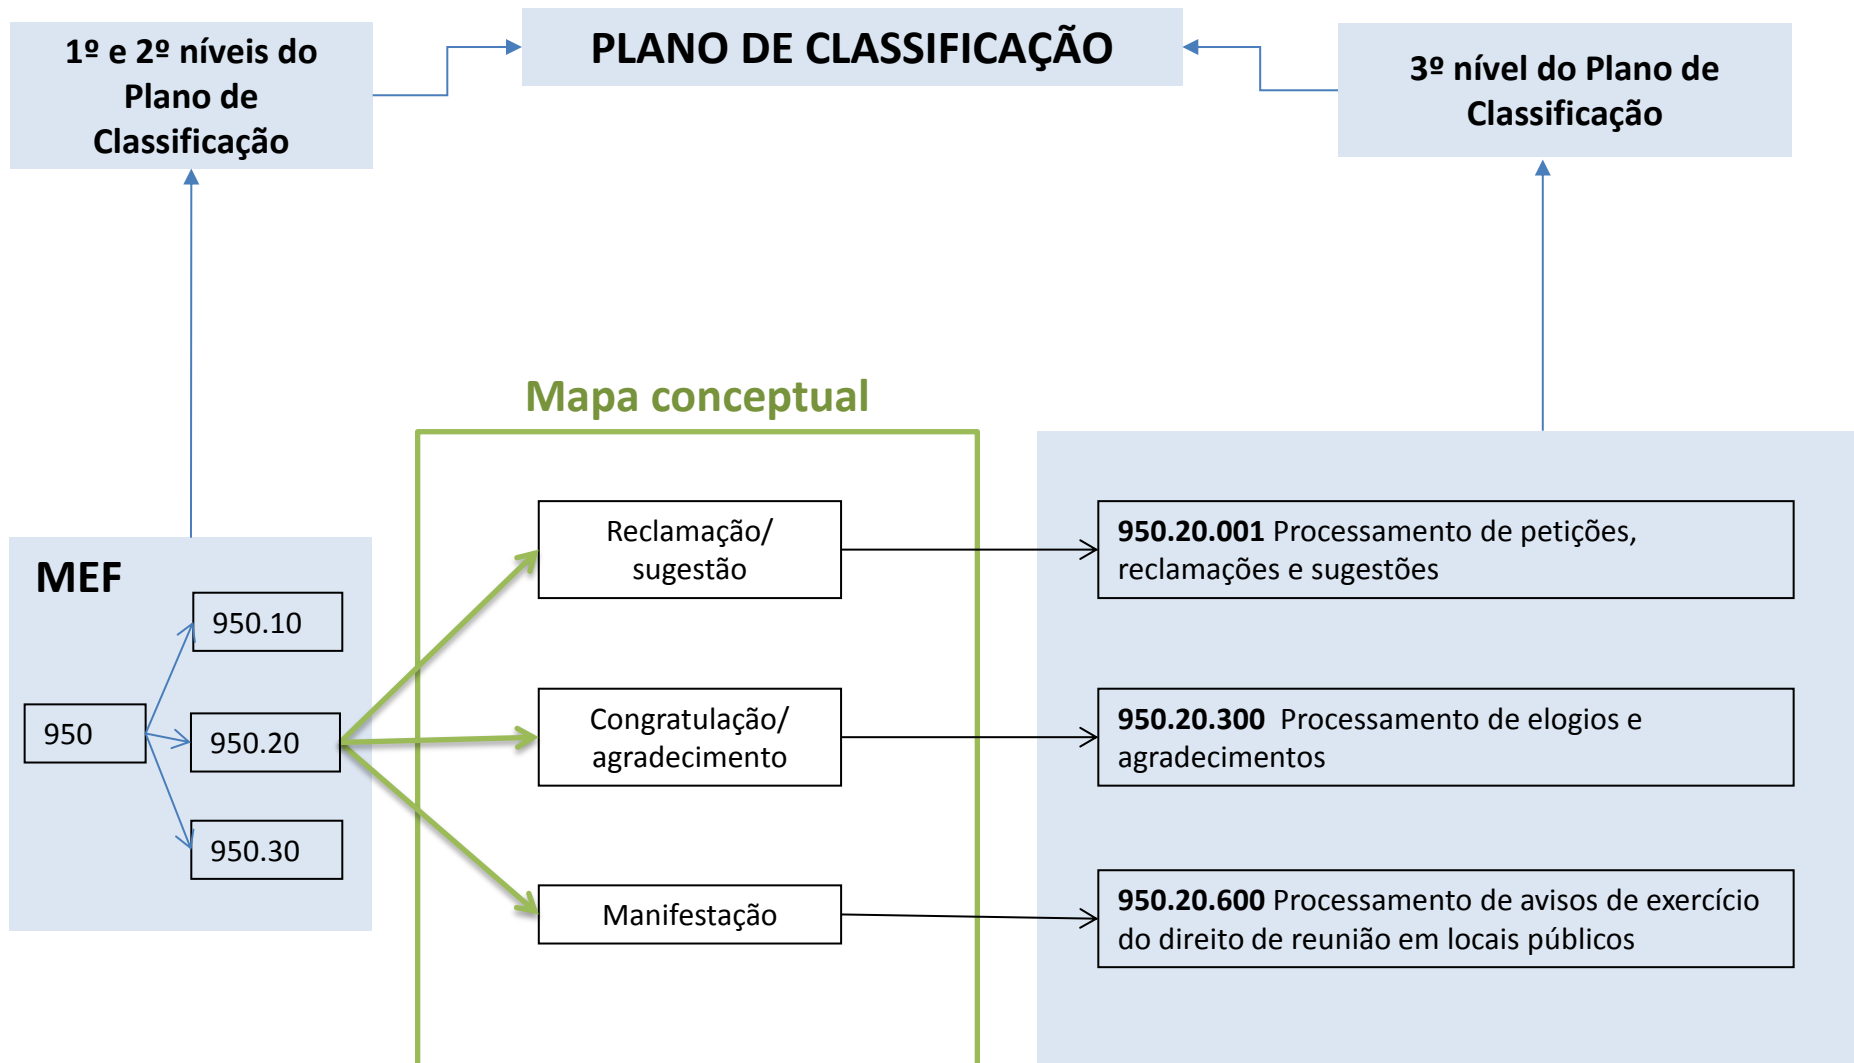 1º e 2º níveis do
Plano de
Classificação
PLANO DE CLASSIFICAÇÃO
3º nível do Plano de
Classificação
Mapa conceptual
MEF
950
950.10
950.20
950.30
Reclamação/
sugestão
Congratulação/
agradecimento
Manifestação
950.20.001 Processamento de petições,
reclamações e sugestões
950.20.300 Processamento de elogios e
agradecimentos
950.20.600 Processamento de avisos de exercício
do direito de reunião em locais públicos